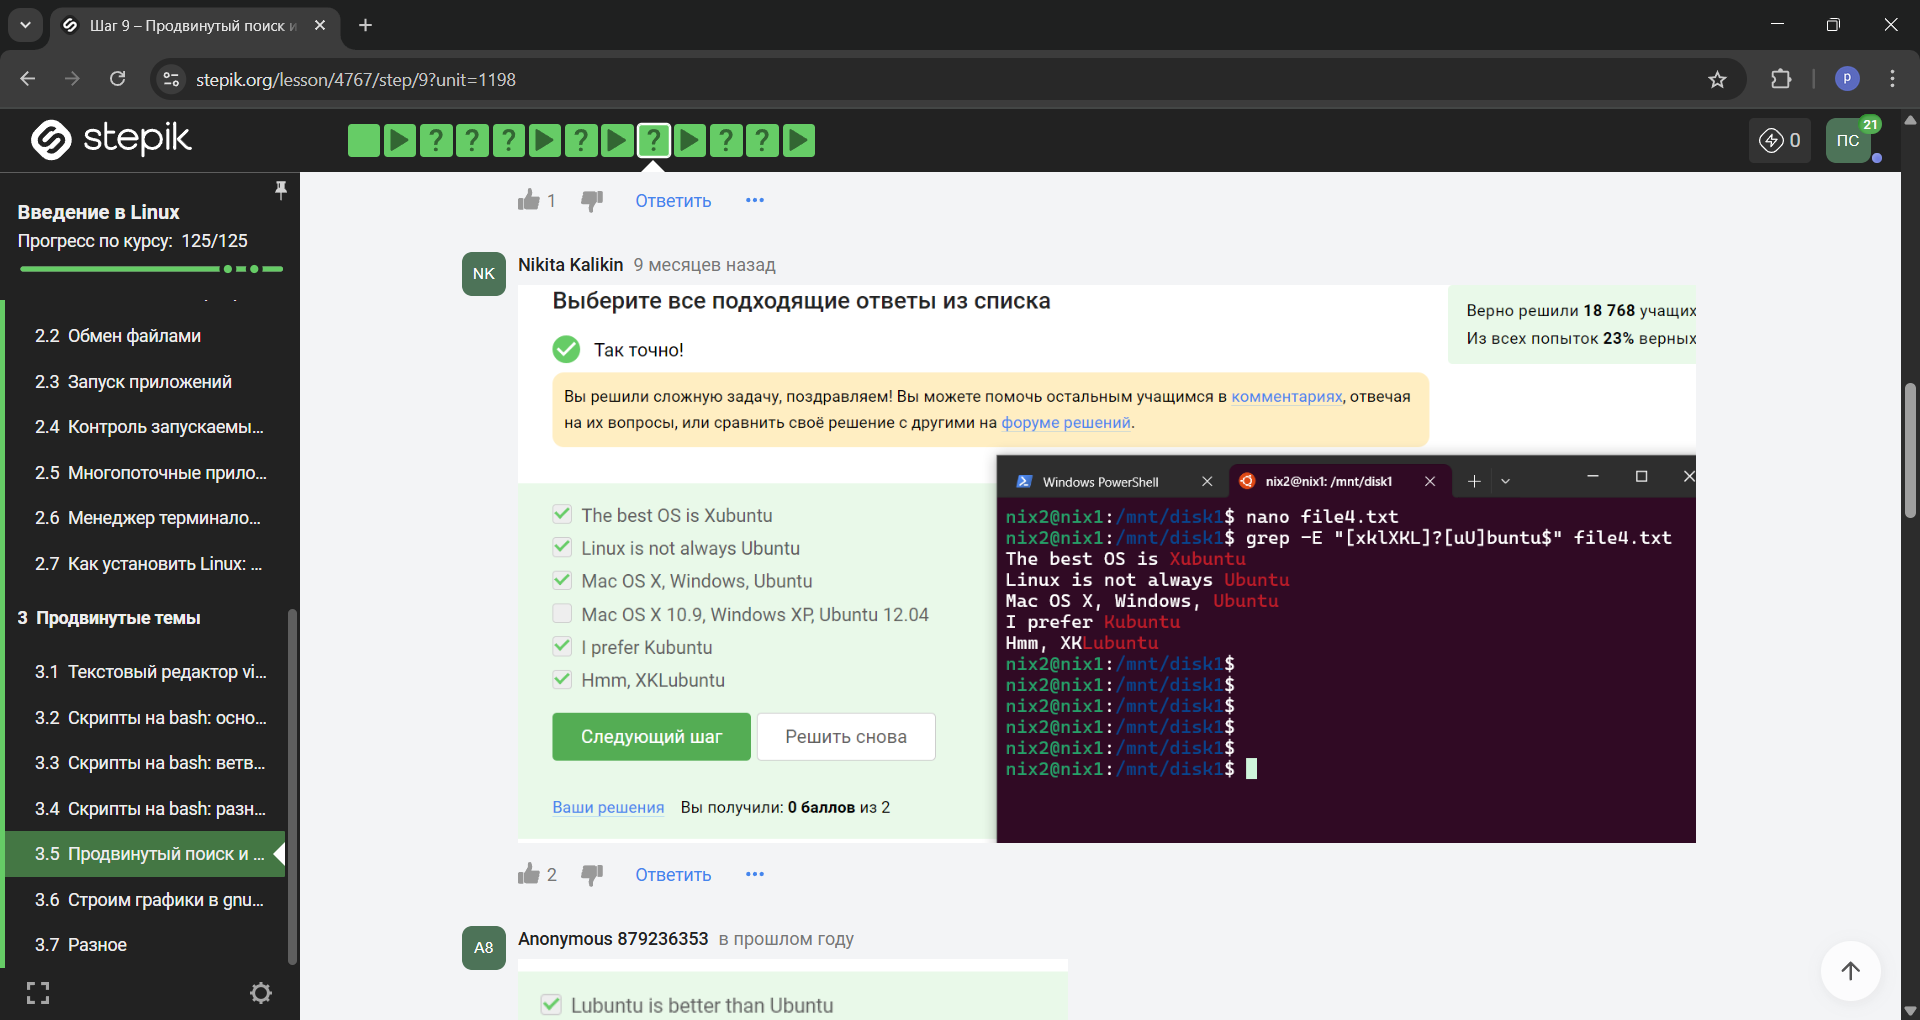 Шаг 9 – Продвинутый поиск и
stepik.org/lesson/4767/step/9?unit=1198
P
stepik
? ? ? ? ? ? ?
0
ПС
21
Введение в Linux
Прогресс по курсу: 125/125
2.2 Обмен файлами
2.3 Запуск приложений
2.4 Контроль запускаемы...
2.5 Многопоточные прило...
2.6 Менеджер терминало...
2.7 Как установить Linux: ...
3 Продвинутые темы
3.1 Текстовый редактор vi...
3.2 Скрипты на bash: осно...
3.3 Скрипты на bash: ветв...
3.4 Скрипты на bash: разн...
3.5 Продвинутый поиск и ...
3.6 Строим графики в gnu...
3.7 Разное
1 Ответить ...
NK
Nikita Kalikin 9 месяцев назад
Выберите все подходящие ответы из списка
Верно решили 18 768 учащих
Из всех попыток 23% верных
Так точно!
Вы решили сложную задачу, поздравляем! Вы можете помочь остальным учащимся в комментариях, отвечая
на их вопросы, или сравнить своё решение с другими на форуме решений.
The best OS is Xubuntu
Linux is not always Ubuntu
Mac OS X, Windows, Ubuntu
Mac OS X 10.9, Windows XP, Ubuntu 12.04
I prefer Kubuntu
Hmm, XKLubuntu
Следующий шаг
Решить снова
Ваши решения Вы получили: 0 баллов из 2
Windows PowerShell
nix2@nix1: /mnt/disk1
nix2@nix1:/mnt/disk1$ nano file4.txt
nix2@nix1:/mnt/disk1$ grep -E "[xklXKL]?[uU]buntu$" file4.txt
The best OS is Xubuntu
Linux is not always Ubuntu
Mac OS X, Windows, Ubuntu
I prefer Kubuntu
Hmm, XKLubuntu
nix2@nix1:/mnt/disk1$
nix2@nix1:/mnt/disk1$
nix2@nix1:/mnt/disk1$
nix2@nix1:/mnt/disk1$
nix2@nix1:/mnt/disk1$
nix2@nix1:/mnt/disk1$
2 Ответить ...
A8
Anonymous 879236353 в прошлом году
Lubuntu is better than Ubuntu